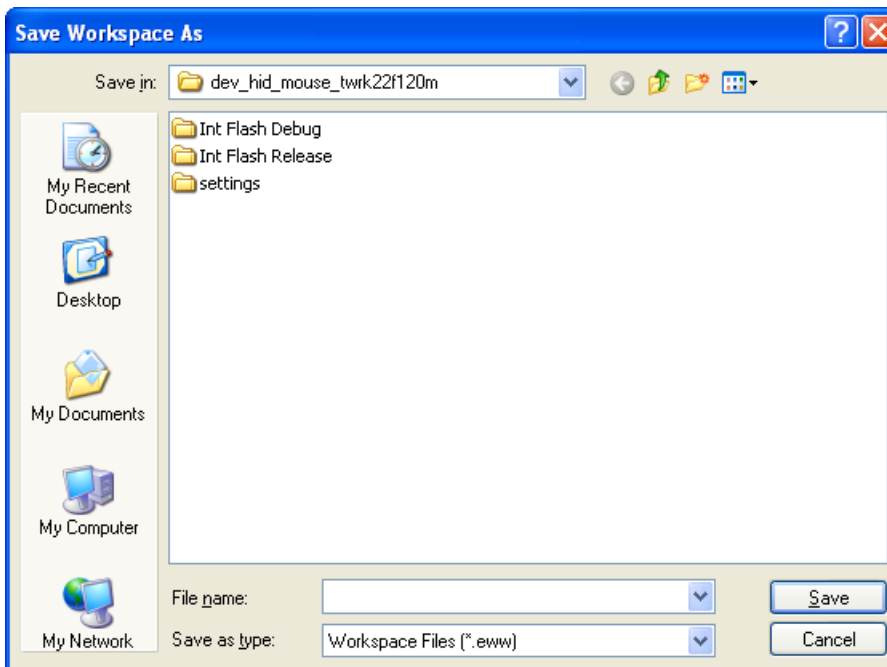 Save Workspace As
Save in:
dev_hid_mouse_twrk22f120m
Int Flash Debug
Int Flash Release
settings
My Recent
Documents
Desktop
My Documents
My Computer
My Network
File name:
Save
Save as type:
Workspace Files (*.eww)
Cancel